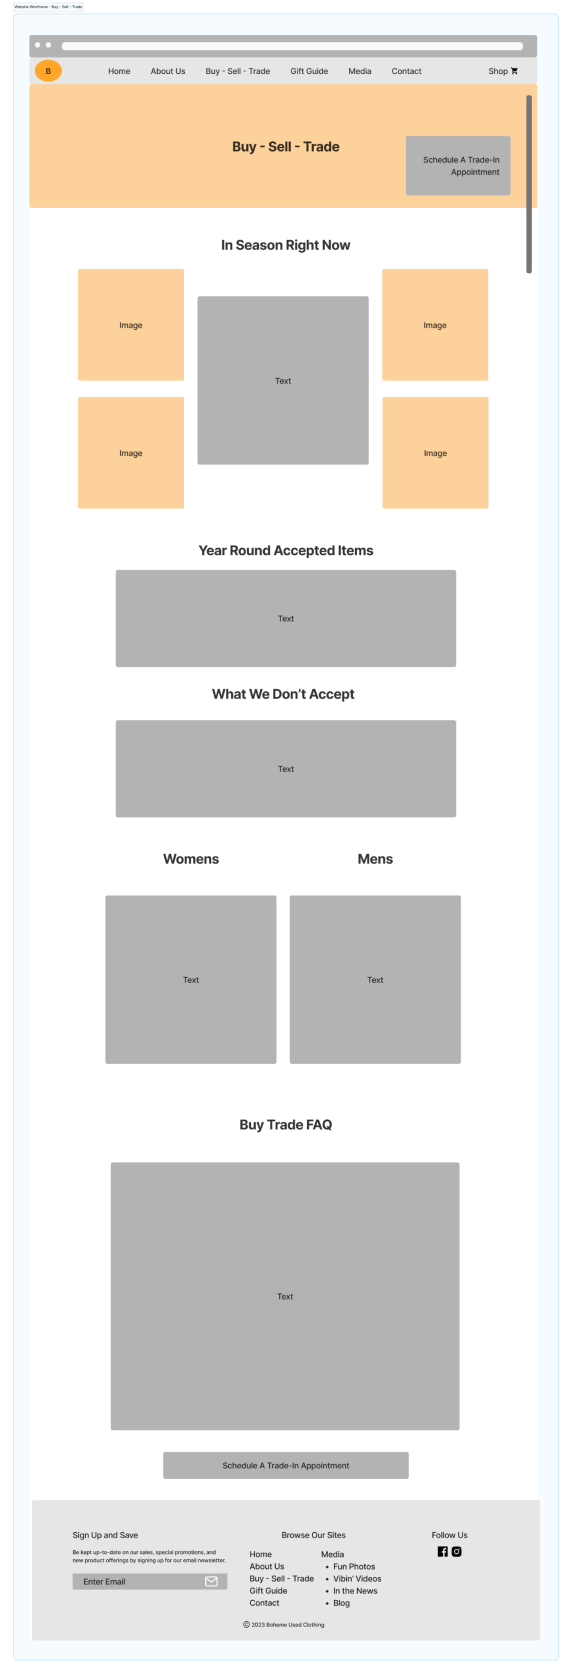 Website Wireframe - Buy - Sell - Trade
B
Home
About Us
Buy - Sell - Trade
Gift Guide
Media
Contact
Shop
Buy - Sell - Trade
Schedule A Trade-In
Appointment
In Season Right Now
Image
Image
Text
Image
Image
Year Round Accepted Items
Text
What We Don’t Accept
Text
Womens
Mens
Text
Text
Buy Trade FAQ
Text
Schedule A Trade-In Appointment
Sign Up and Save
Be kept up-to-date on our sales, special promotions, and
new product offerings by signing up for our email newsletter.
Enter Email
Browse Our Sites
Home
About Us
Buy - Sell - Trade
Gift Guide
Contact
Media
• Fun Photos
• Vibin’ Videos
• In the News
• Blog
Follow Us
© 2023 Boheme Used Clothing